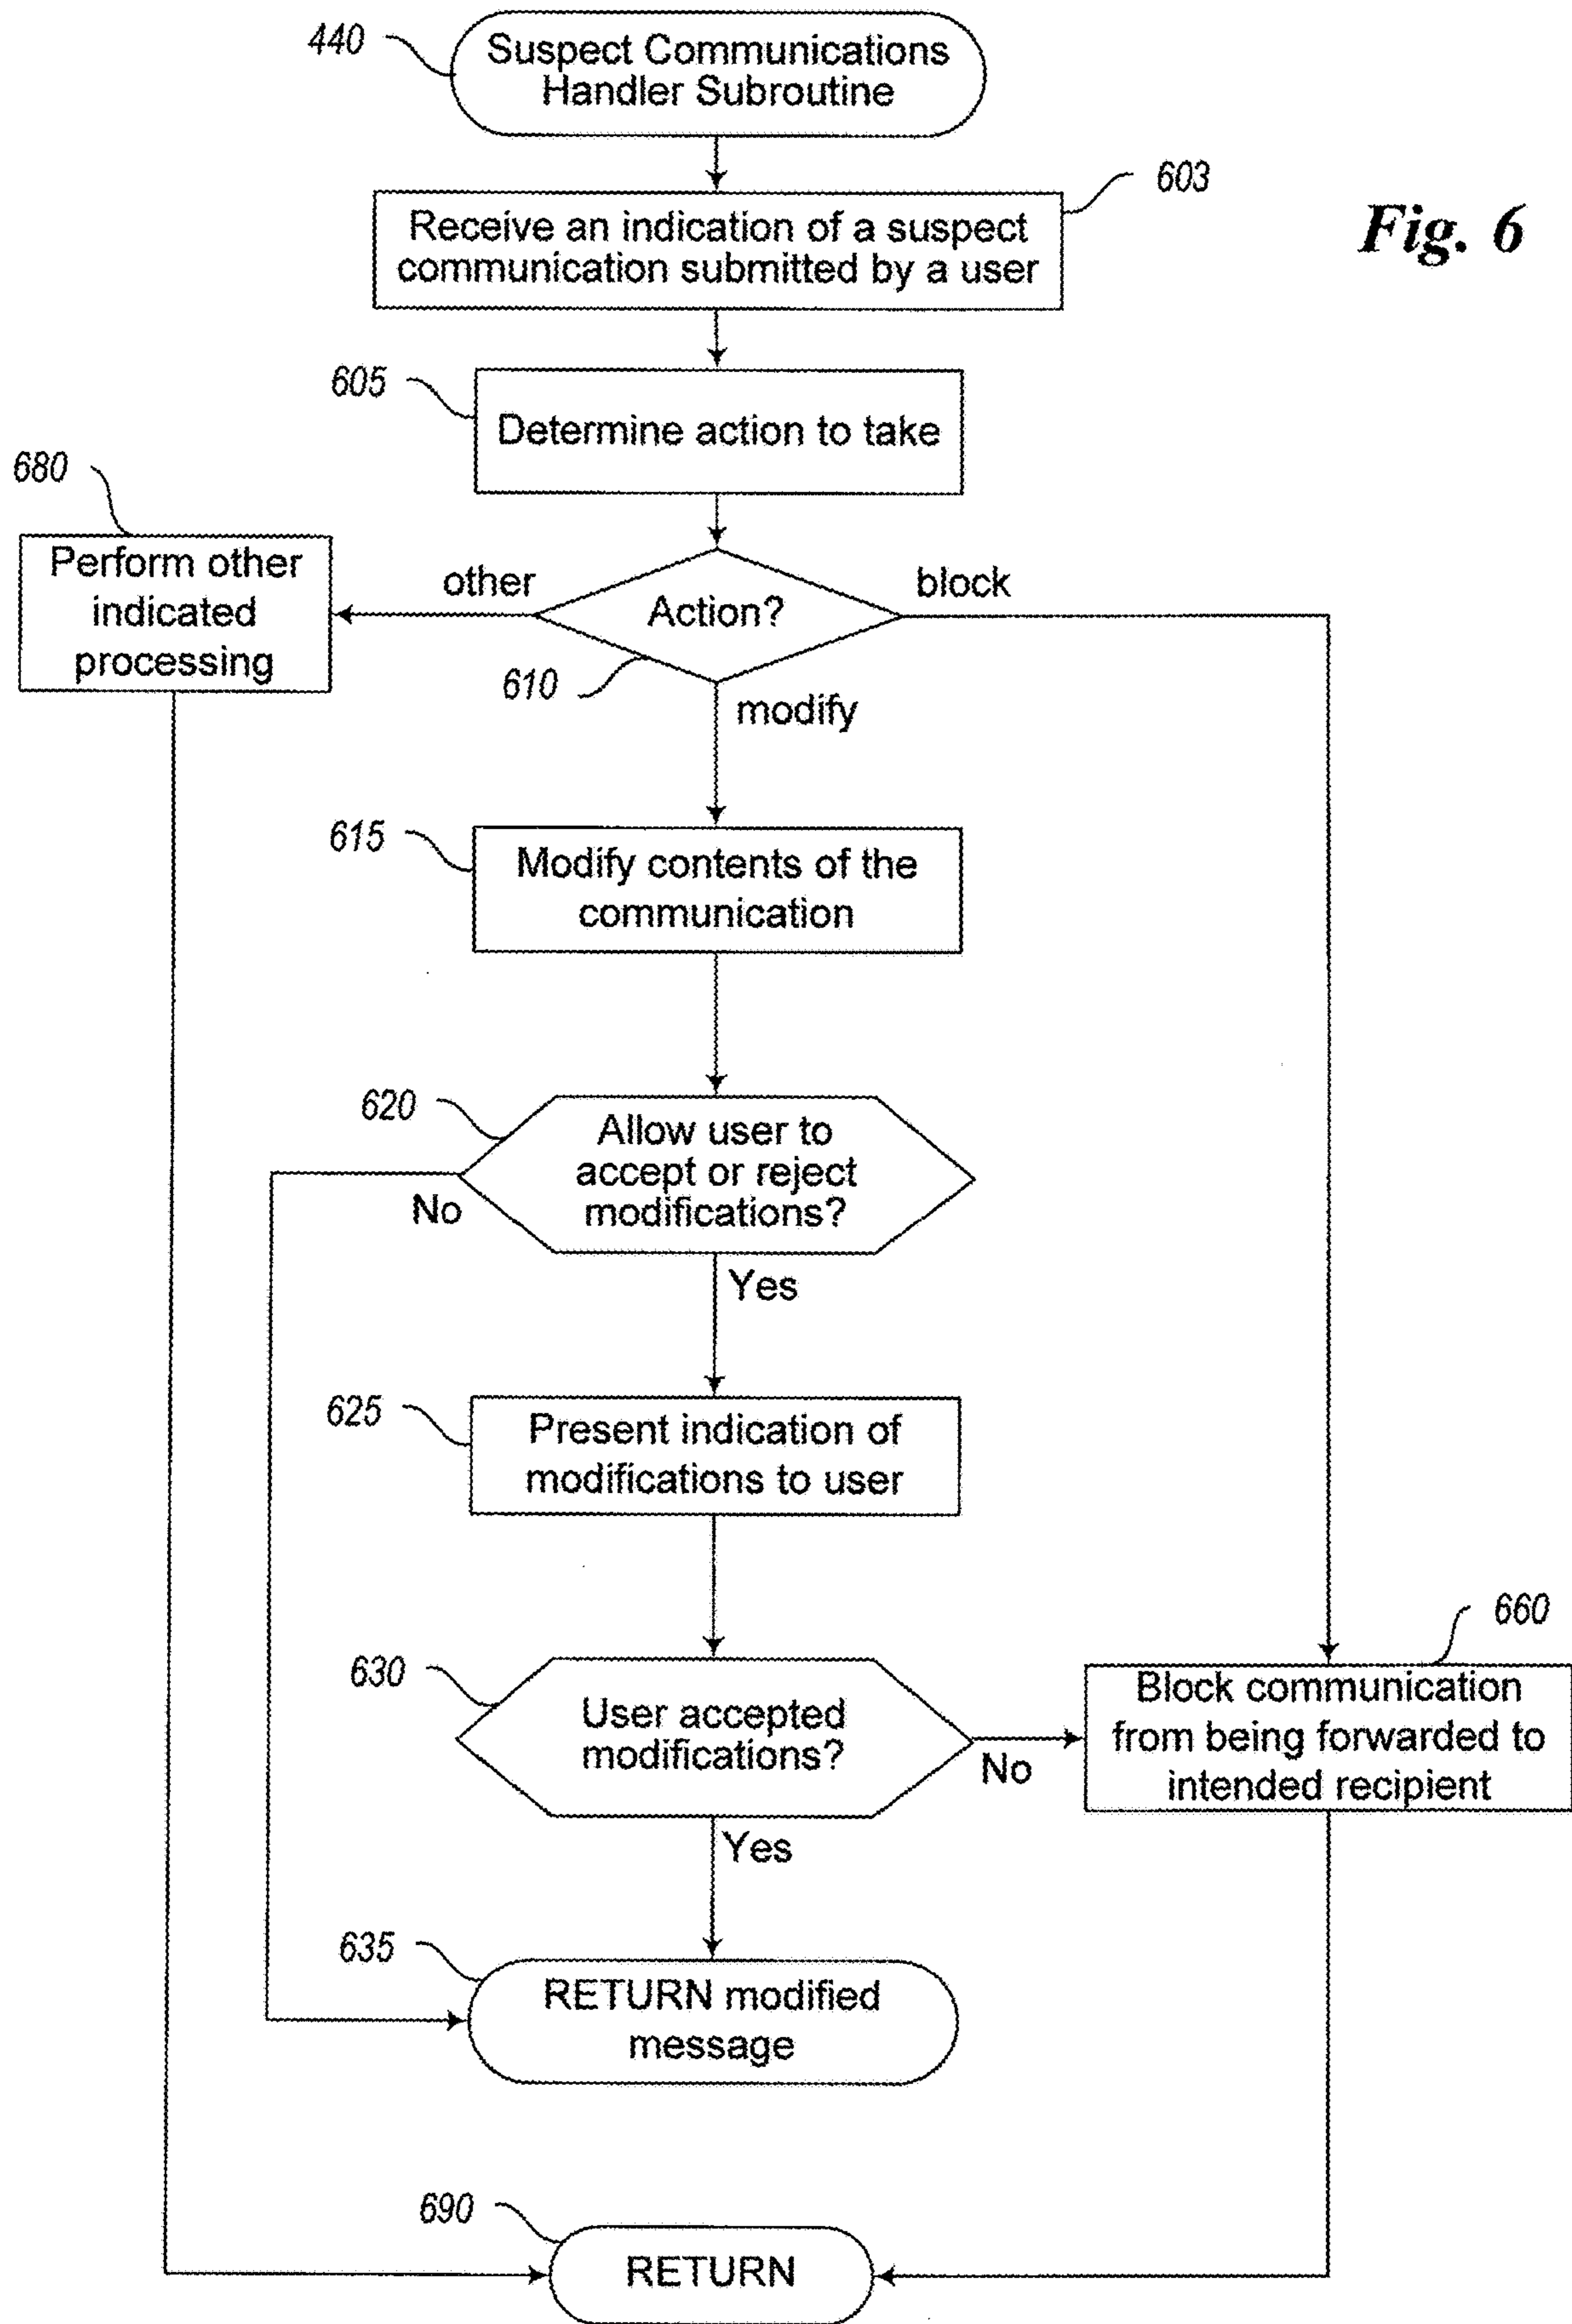 440
Suspect Communications
Handler Subroutine
603
Receive an indication of a suspect
communication submitted by a user
Fig. 6
605
Determine action to take
680
Perform other
indicated
processing
other
Action?
block
610
modify
615
Modify contents of the
communication
620
Allow user to
accept or reject
modifications?
No
Yes
625
Present indication of
modifications to user
630
User accepted
modifications?
No
660
Block communication
from being forwarded to
intended recipient
Yes
635
RETURN modified
message
690
RETURN